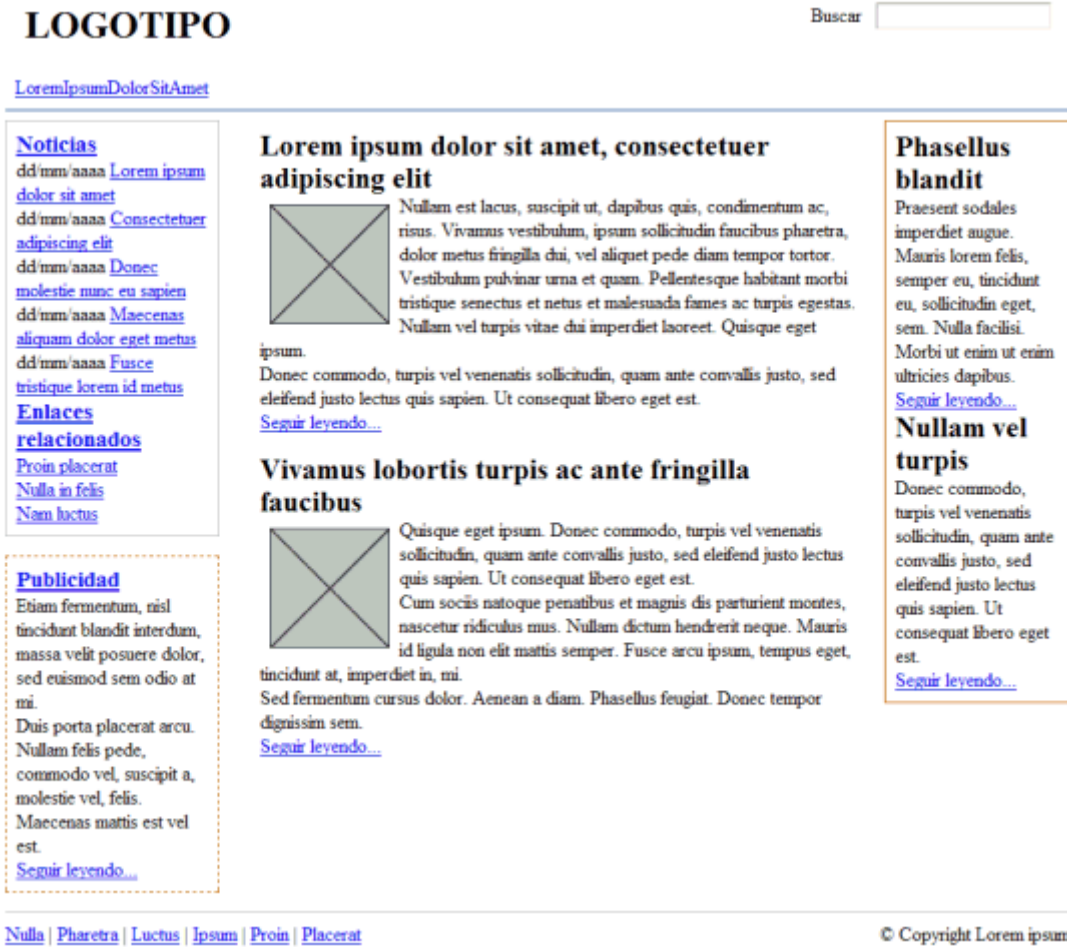 LOGOTIPO
Buscar
LoremIpsumDolorSitAmet
Noticias
dd/mm/aaaa Lorem ipsum
dolor sit amet
dd/mm/aaaa Consectetuer
adipiscing elit
dd/mm/aaaa Donec
molestie nunc eu sapien
dd/mm/aaaa Maecenas
aliquam dolor eget metus
dd/mm/aaaa Fusce
tristique lorem id metus
Enlaces
relacionados
Proin placerat
Nulla in felis
Nam luctus
Publicidad
Etiam fermentum, nisl
tincidunt blandit interdum,
massa velit posuere dolor,
sed euismod sem odio at
mi.
Duis porta placerat arcu.
Nullam felis pede,
commodo vel, suscipit a,
molestie vel, felis.
Maecenas mattis est vel
est.
Seguir leyendo...
Lorem ipsum dolor sit amet, consectetuer
adipiscing elit
Nullam est lacus, suscipit ut, dapibus quis, condimentum ac,
risus. Vivamus vestibulum, ipsum sollicitudin faucibus pharetra,
dolor metus fringilla dui, vel aliquet pede diam tempor tortor.
Vestibulum pulvinar urna et quam. Pellentesque habitant morbi
tristique senectus et netus et malesuada fames ac turpis egestas.
Nullam vel turpis vitae dui imperdiet laoreet. Quisque eget
ipsum.
Donec commodo, turpis vel venenatis sollicitudin, quam ante convallis justo, sed
eleifend justo lectus quis sapien. Ut consequat libero eget est.
Seguir leyendo...
Vivamus lobortis turpis ac ante fringilla
faucibus
Quisque eget ipsum. Donec commodo, turpis vel venenatis
sollicitudin, quam ante convallis justo, sed eleifend justo lectus
quis sapien. Ut consequat libero eget est.
Cum sociis natoque penatibus et magnis dis parturient montes,
nascetur ridiculus mus. Nullam dictum hendrerit neque. Mauris
id ligula non elit mattis semper. Fusce arcu ipsum, tempus eget,
tincidunt at, imperdiet in, mi.
Sed fermentum cursus dolor. Aenean a diam. Phasellus feugiat. Donec tempor
dignissim sem.
Seguir leyendo...
Phasellus
blandit
Praesent sodales
imperdiet augue.
Mauris lorem felis,
semper eu, tincidunt
eu, sollicitudin eget,
sem. Nulla facilisi.
Morbi ut enim ut enim
ultricies dapibus.
Seguir leyendo...
Nullam vel
turpis
Donec commodo,
turpis vel venenatis
sollicitudin, quam ante
convallis justo, sed
eleifend justo lectus
quis sapien. Ut
consequat libero eget
est.
Seguir leyendo...
Nulla | Pharetra | Luctus | Ipsum | Proin | Placerat
© Copyright Lorem ipsum